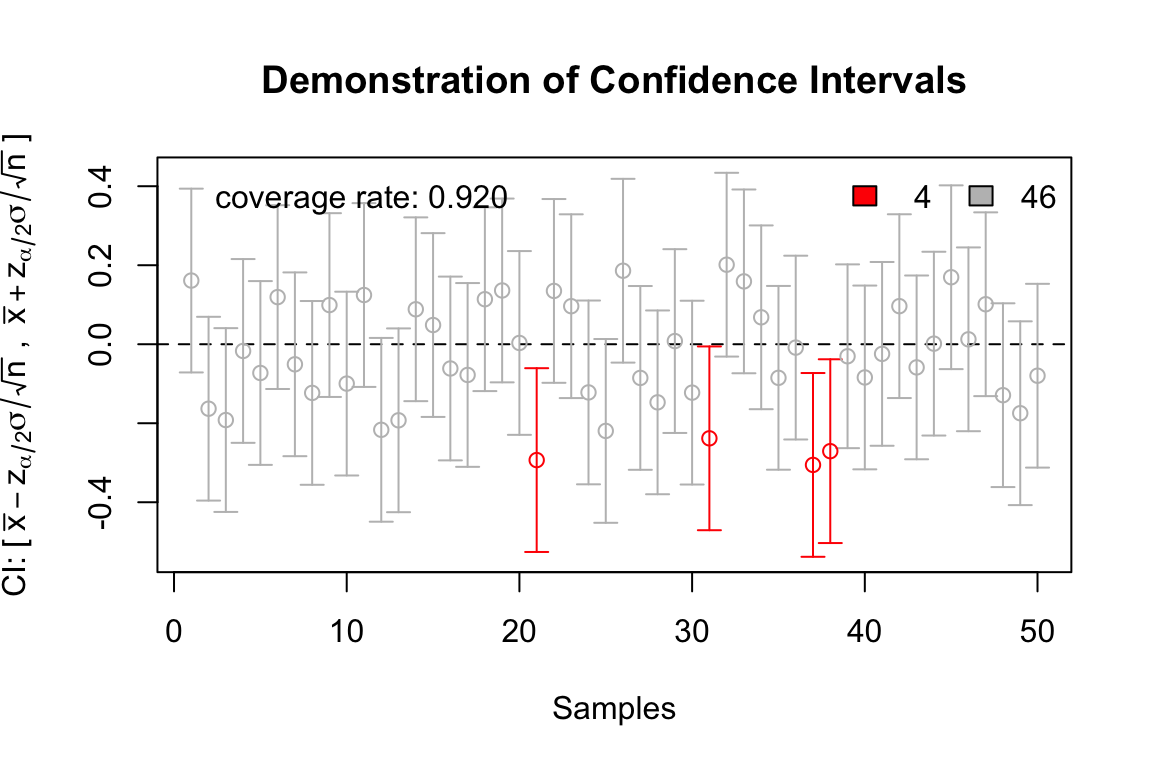 Demonstration of Confidence Intervals
CI: [ x̅ − zα/2σ/√n , x̅ + zα/2σ/√n ]
0.4
0.2
0.0
-0.4
coverage rate: 0.920
4
46
0 10 20 30 40 50
Samples